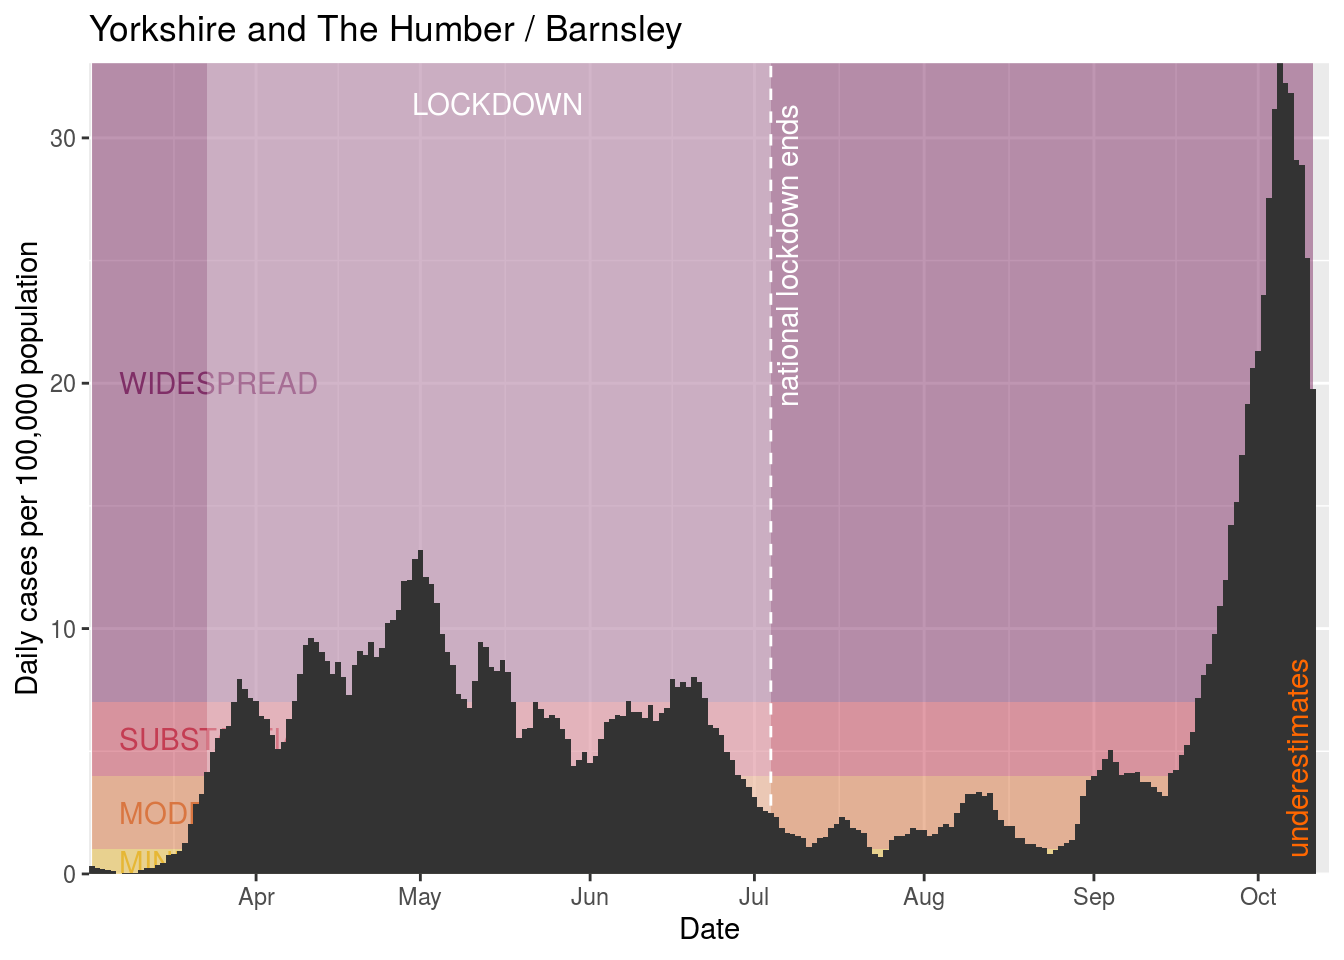 Yorkshire and The Humber / Barnsley
LOCKDOWN
national lockdown ends
WIDESPREAD
underestimates
Daily cases per 100,000 population
30
20
10
0
Apr
May
Jun
Jul
Aug
Sep
Oct
Date